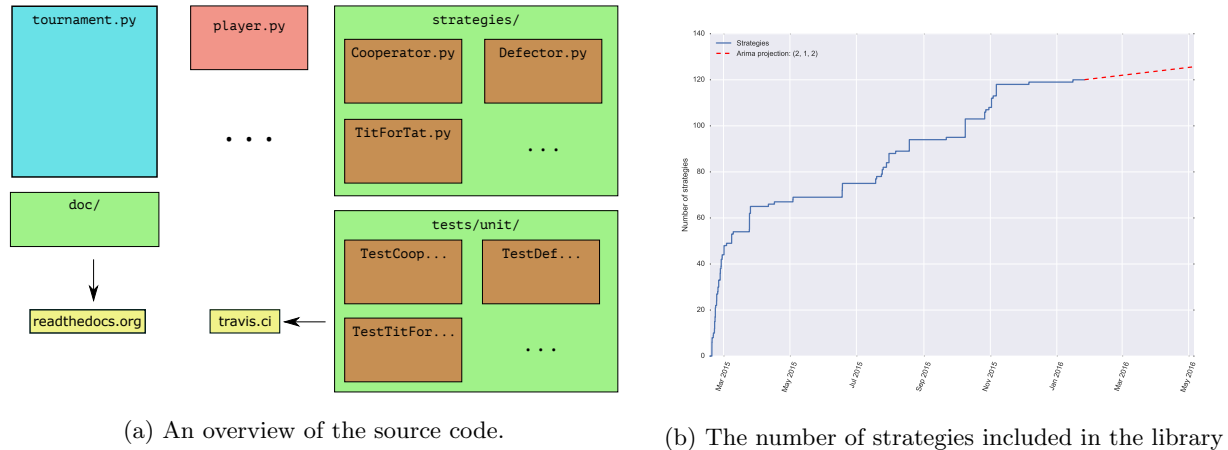 tournament.py
player.py
strategies/
Cooperator.py
Defector.py
TitForTat.py
...
...
doc/
tests/unit/
TestCoop...
TestDef...
TestTitFor...
...
readthedocs.org
travis.ci
(a) An overview of the source code.
Strategies
Arima projection: (2, 1, 2)
Number of strategies
140
120
100
80
60
40
20
0
Mar 2015
May 2015
Jul 2015
Sep 2015
Nov 2015
Jan 2016
Mar 2016
May 2016
(b) The number of strategies included in the library